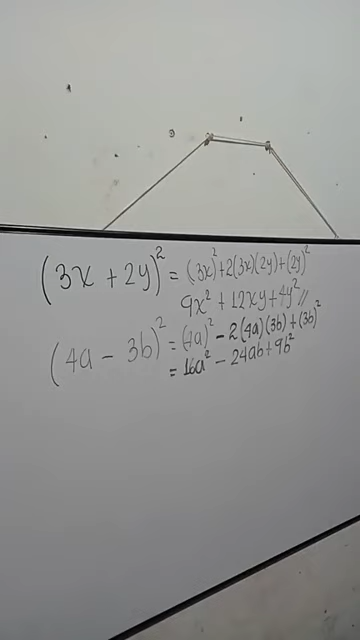 (3x + 2y)² = (3x)² + 2(3x)(2y) + (2y)²
9x² + 12xy + 4y² //
(4a - 3b)² = (4a)² - 2(4a)(3b) + (3b)²
= 16a² - 24ab + 9b²